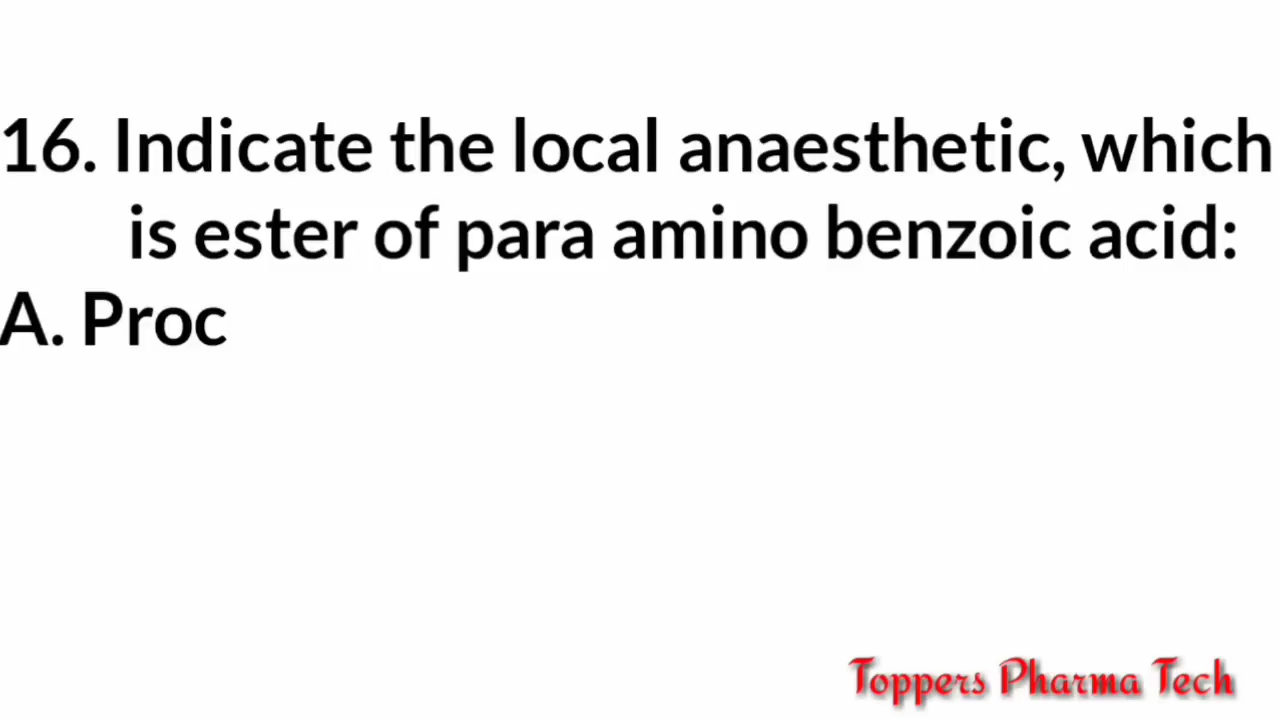 16. Indicate the local anaesthetic, which
is ester of para amino benzoic acid:
A. Proc
Toppers Pharma Tech